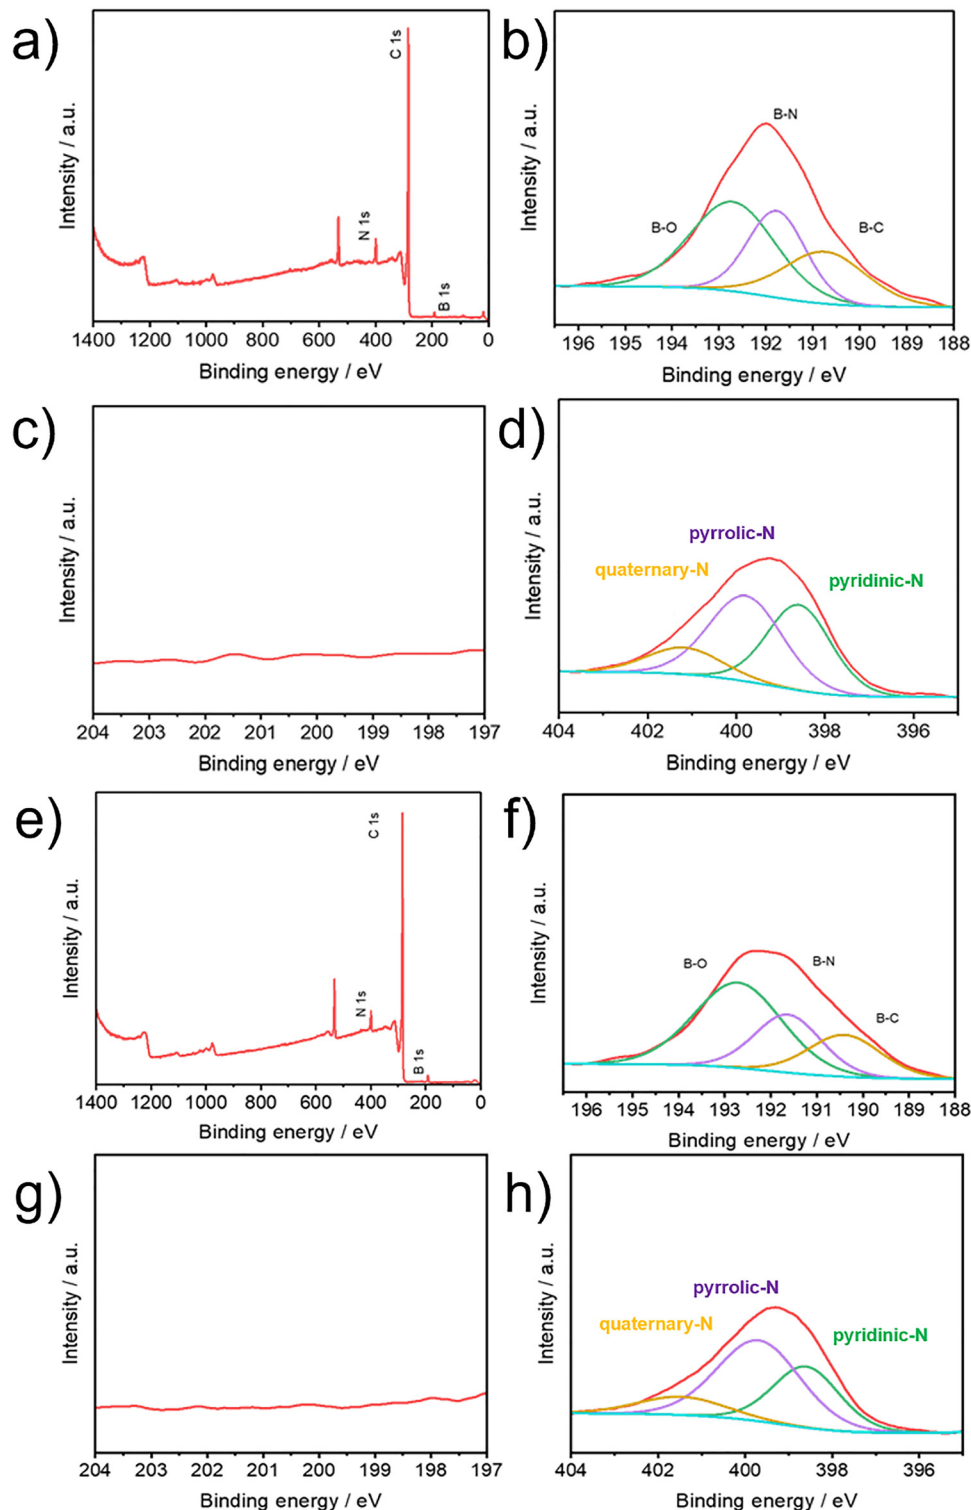 a)
Intensity / a.u.
C 1s
N 1s
B 1s
1400 1200 1000 800 600 400 200 0
Binding energy / eV
b)
Intensity / a.u.
B-N
B-O
B-C
196 195 194 193 192 191 190 189 188
Binding energy / eV
c)
Intensity / a.u.
204 203 202 201 200 199 198 197
Binding energy / eV
d)
Intensity / a.u.
pyrrolic-N
quaternary-N
pyridinic-N
404 402 400 398 396
Binding energy / eV
e)
Intensity / a.u.
C 1s
N 1s
B 1s
1400 1200 1000 800 600 400 200 0
Binding energy / eV
f)
Intensity / a.u.
B-O
B-N
B-C
196 195 194 193 192 191 190 189 188
Binding energy / eV
g)
Intensity / a.u.
204 203 202 201 200 199 198 197
Binding energy / eV
h)
Intensity / a.u.
pyrrolic-N
quaternary-N
pyridinic-N
404 402 400 398 396
Binding energy / eV